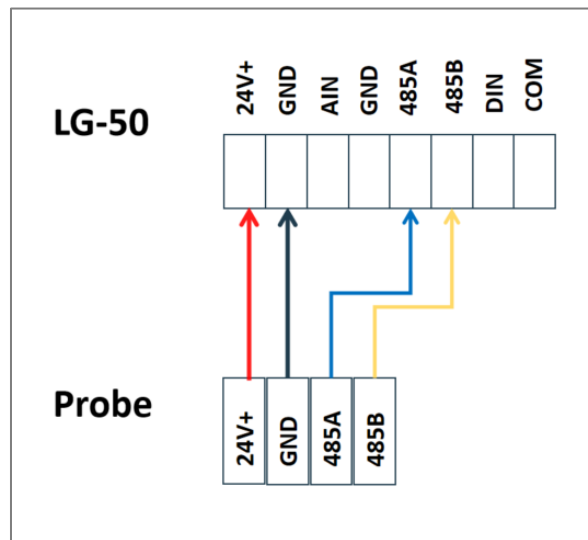 24V+ GND AIN GND 485A 485B DIN COM
LG-50
Probe
24V+ GND 485A 485B